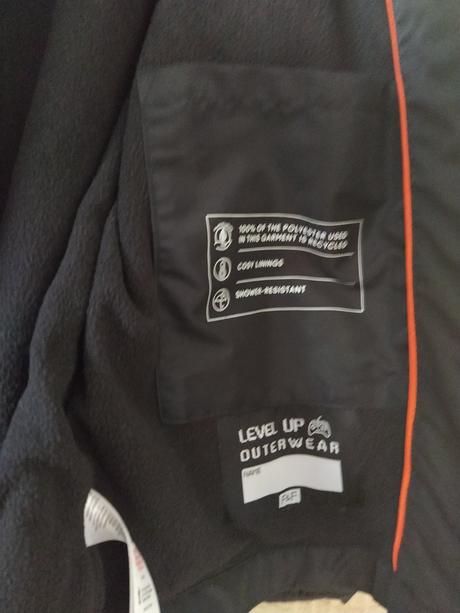 100% OF THE POLYESTER USED
IN THIS GARMENT IS RECYCLED
COSY LININGS
SHOWER-RESISTANT
LEVEL UP
OUTERWEAR
NAME
F&F